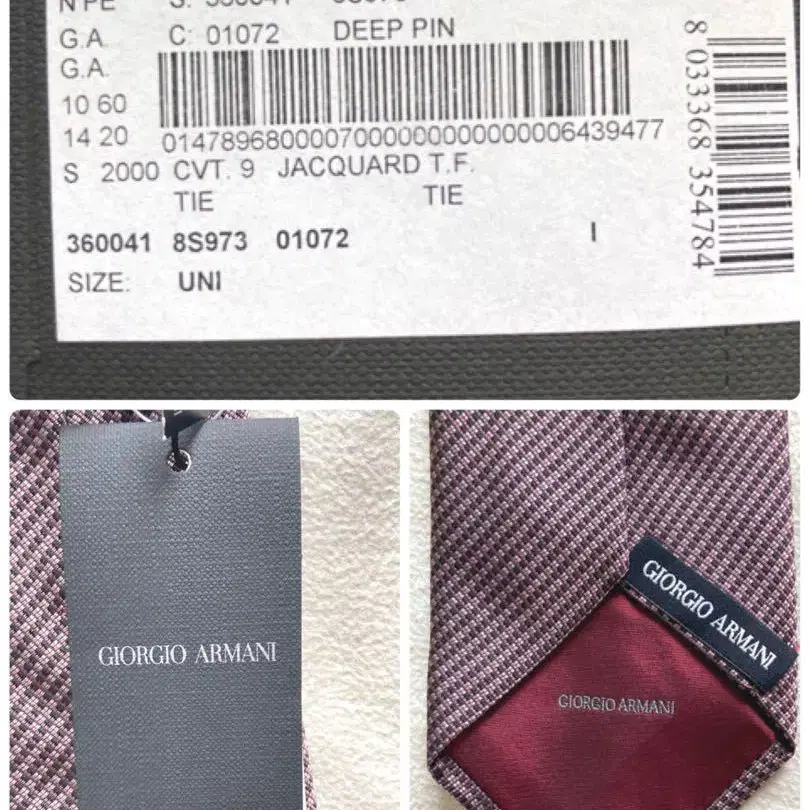 G.A. C: 01072 DEEP PIN
G.A.
10 60
14 20 01478968000070000000000000006439477
S 2000 CVT. 9 JACQUARD T.F.
TIE TIE
360041 8S973 01072 I
SIZE: UNI
8 033368 354784
GIORGIO ARMANI
GIORGIO ARMANI
GIORGIO ARMANI